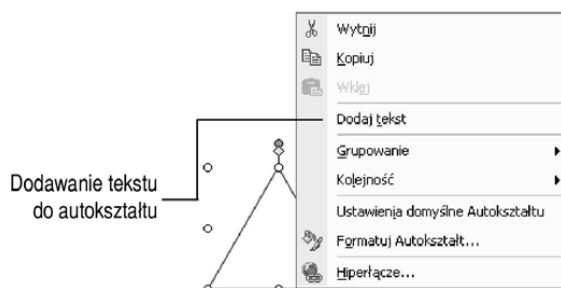 Wytnij
Kopiuj
Wklej
Dodaj tekst
Grupowanie
Kolejność
Ustawienia domyślne Autokształtu
Formatuj Autokształt...
Hiperłącze...
Dodawanie tekstu
do autokształtu